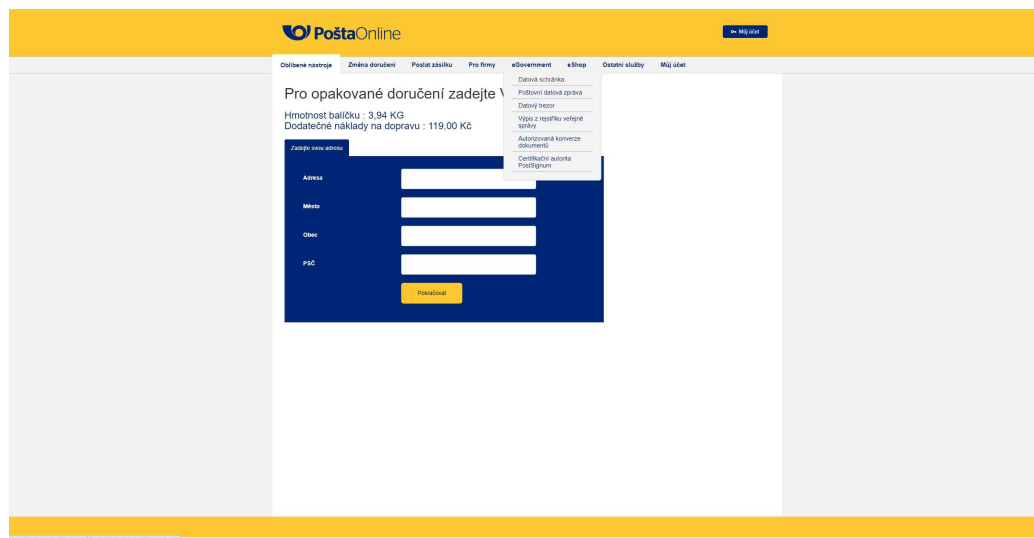 PoštaOnline
Můj účet
Oblíbené nástroje Změna doručení Poslat zásilku Pro firmy eGovernment eShop Ostatní služby Můj účet
Datová schránka
Poštovní datová zpráva
Datový trezor
Výpis z rejstříku veřejné
správy
Autorizovaná konverze
dokumentů
Certifikační autorita
PostSignum
Pro opakované doručení zadejte
Hmotnost balíčku : 3,94 KG
Dodatečné náklady na dopravu : 119,00 Kč
Zadejte svou adresu
Adresa
Město
Obec
PSČ
Pokračovat